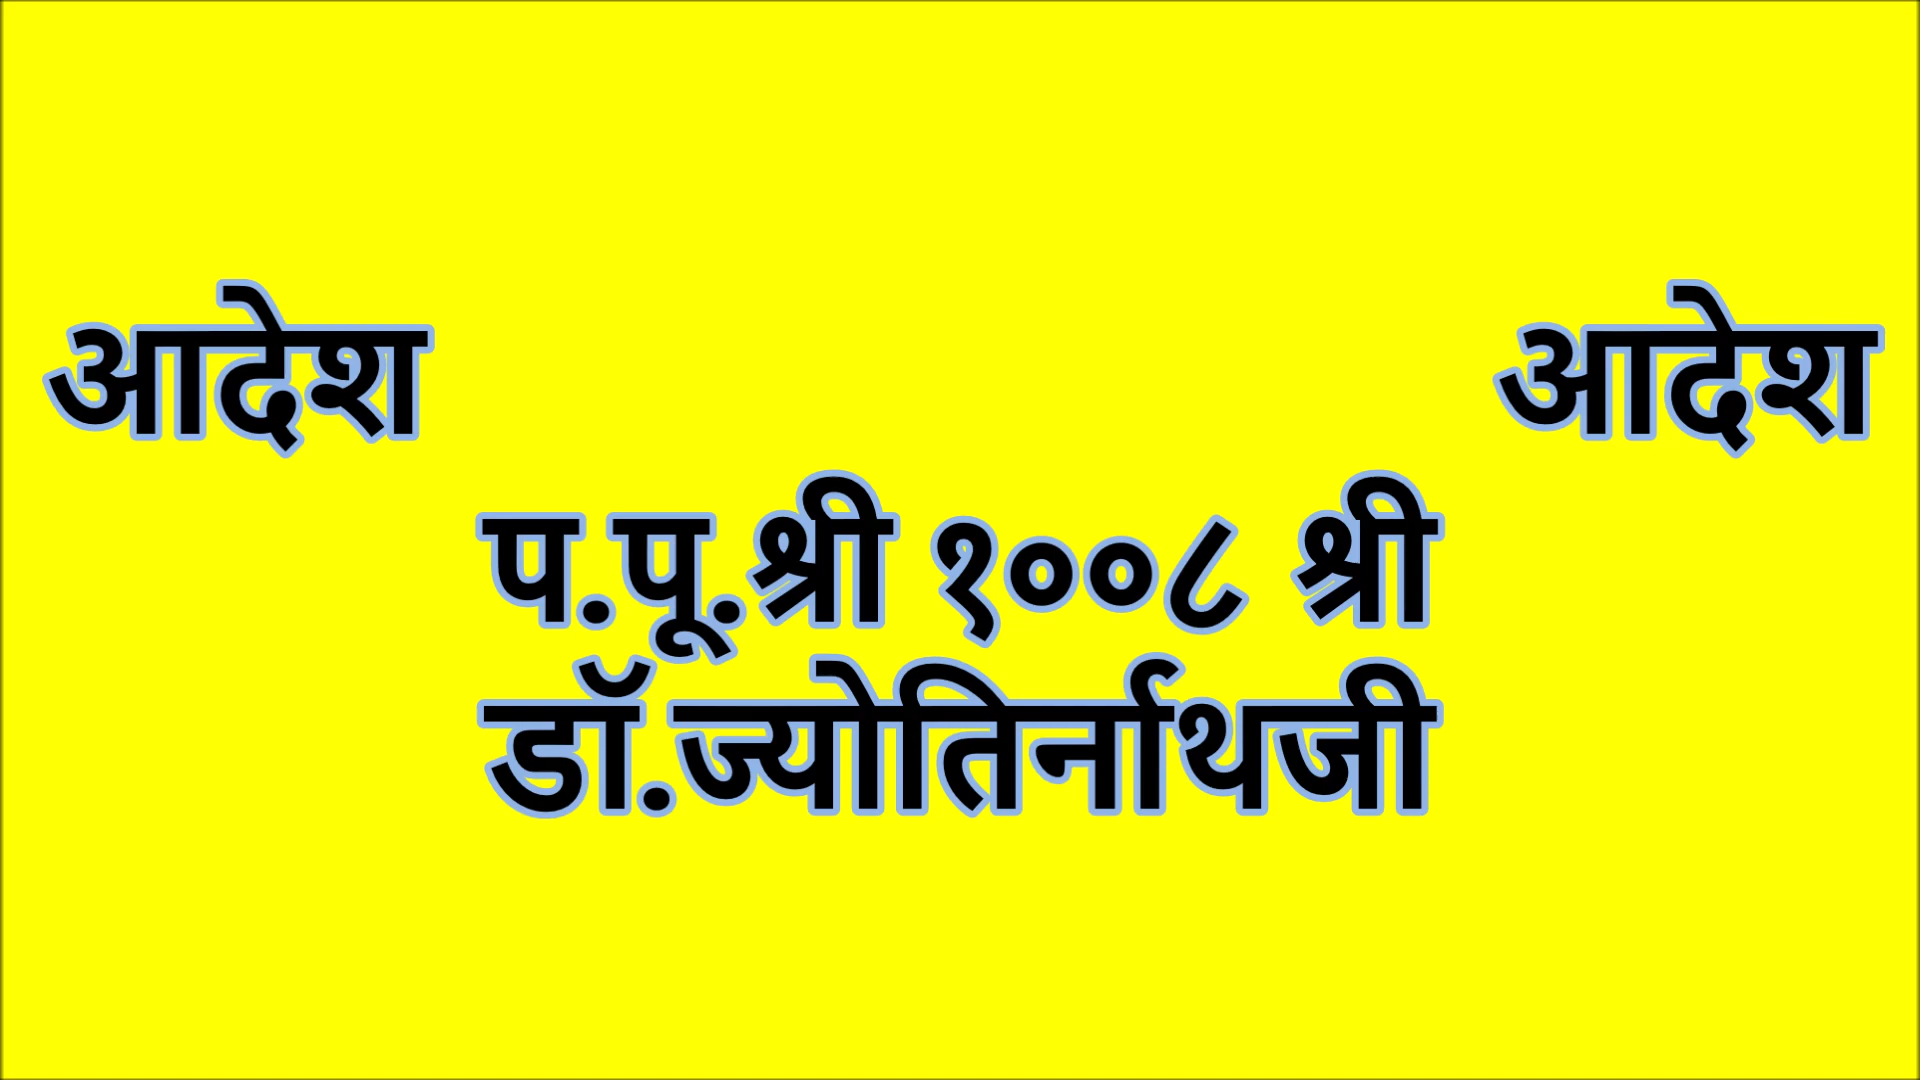 आदेश आदेश
प.पू.श्री १००८ श्री
डॉ.ज्योतिर्नाथजी